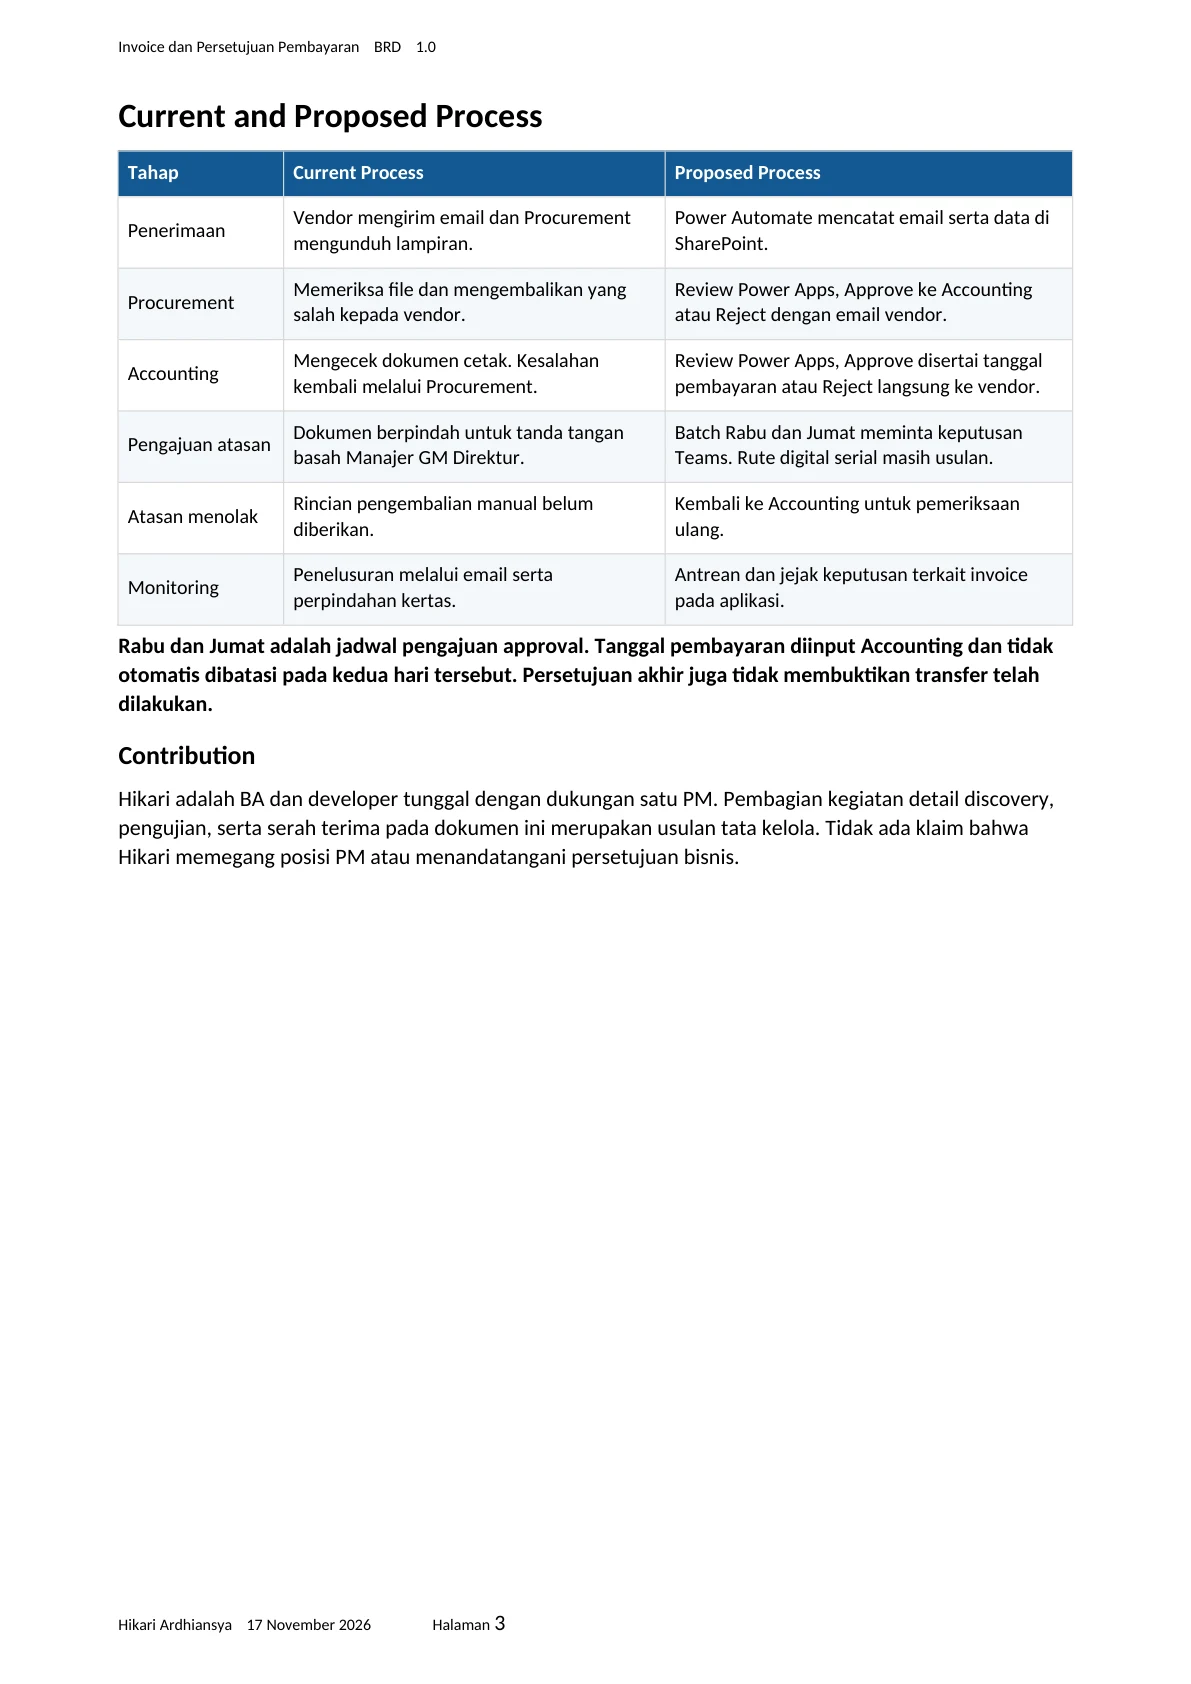 Invoice dan Persetujuan Pembayaran BRD 1.0
Current and Proposed Process
Tahap
Current Process
Proposed Process
Penerimaan
Vendor mengirim email dan Procurement
mengunduh lampiran.
Power Automate mencatat email serta data di
SharePoint.
Procurement
Memeriksa file dan mengembalikan yang
salah kepada vendor.
Review Power Apps, Approve ke Accounting
atau Reject dengan email vendor.
Accounting
Mengecek dokumen cetak. Kesalahan
kembali melalui Procurement.
Review Power Apps, Approve disertai tanggal
pembayaran atau Reject langsung ke vendor.
Pengajuan atasan
Dokumen berpindah untuk tanda tangan
basah Manajer GM Direktur.
Batch Rabu dan Jumat meminta keputusan
Teams. Rute digital serial masih usulan.
Atasan menolak
Rincian pengembalian manual belum
diberikan.
Kembali ke Accounting untuk pemeriksaan
ulang.
Monitoring
Penelusuran melalui email serta
perpindahan kertas.
Antrean dan jejak keputusan terkait invoice
pada aplikasi.
Rabu dan Jumat adalah jadwal pengajuan approval. Tanggal pembayaran diinput Accounting dan tidak
otomatis dibatasi pada kedua hari tersebut. Persetujuan akhir juga tidak membuktikan transfer telah
dilakukan.
Contribution
Hikari adalah BA dan developer tunggal dengan dukungan satu PM. Pembagian kegiatan detail discovery,
pengujian, serta serah terima pada dokumen ini merupakan usulan tata kelola. Tidak ada klaim bahwa
Hikari memegang posisi PM atau menandatangani persetujuan bisnis.
Hikari Ardhiansya 17 November 2026 Halaman 3